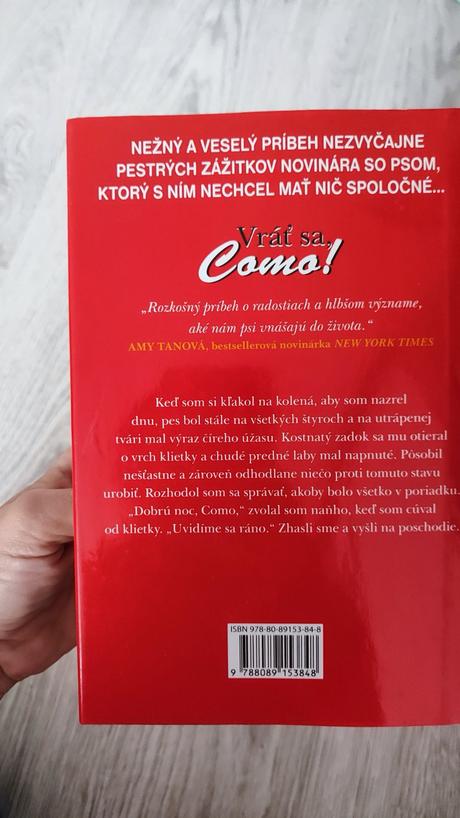 NEŽNÝ A VESELÝ PRÍBEH NEZVYČAJNE
PESTRÝCH ZÁŽITKOV NOVINÁRA SO PSOM,
KTORÝ S NÍM NECHCEL MAŤ NIČ SPOLOČNÉ...
Vráť sa,
Como!
„Rozkošný príbeh o radostiach a hlbšom význame,
aké nám psi vnášajú do života.“
AMY TANOVÁ, bestsellerová novinárka NEW YORK TIMES
Keď som si kľakol na kolená, aby som nazrel
dnu, pes bol stále na všetkých štyroch a na utrápenej
tvári mal výraz číreho úžasu. Kostnatý zadok sa mu otieral
o vrch klietky a chudé predné laby mal napnuté. Pôsobil
nešťastne a zároveň odhodlane niečo proti tomuto stavu
urobiť. Rozhodol som sa správať, akoby bolo všetko v poriadku.
„Dobrú noc, Como,“ zvolal som naňho, keď som cúval
od klietky. „Uvidíme sa ráno.“ Zhasli sme a vyšli na poschodie.
ISBN 978-80-89153-84-8
9 788089 153848